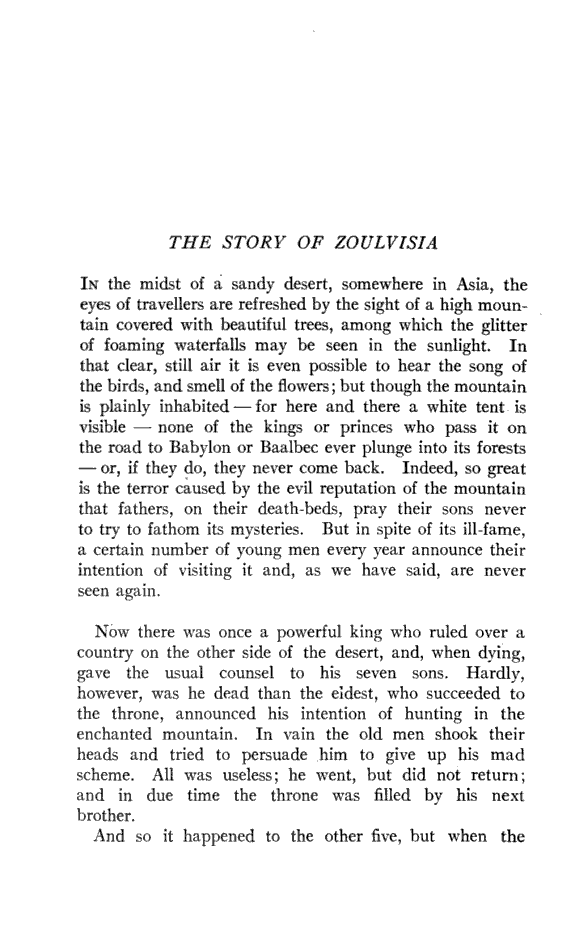 THE STORY OF ZOULVISIA
IN the midst of a sandy desert, somewhere in Asia, the
eyes of travellers are refreshed by the sight of a high moun-
tain covered with beautiful trees, among which the glitter
of foaming waterfalls may be seen in the sunlight. In
that clear, still air it is even possible to hear the song of
the birds, and smell of the flowers; but though the mountain
is plainly inhabited — for here and there a white tent is
visible — none of the kings or princes who pass it on
the road to Babylon or Baalbec ever plunge into its forests
— or, if they do, they never come back. Indeed, so great
is the terror caused by the evil reputation of the mountain
that fathers, on their death-beds, pray their sons never
to try to fathom its mysteries. But in spite of its ill-fame,
a certain number of young men every year announce their
intention of visiting it and, as we have said, are never
seen again.
Now there was once a powerful king who ruled over a
country on the other side of the desert, and, when dying,
gave the usual counsel to his seven sons. Hardly,
however, was he dead than the eldest, who succeeded to
the throne, announced his intention of hunting in the
enchanted mountain. In vain the old men shook their
heads and tried to persuade him to give up his mad
scheme. All was useless; he went, but did not return;
and in due time the throne was filled by his next
brother.
And so it happened to the other five, but when the